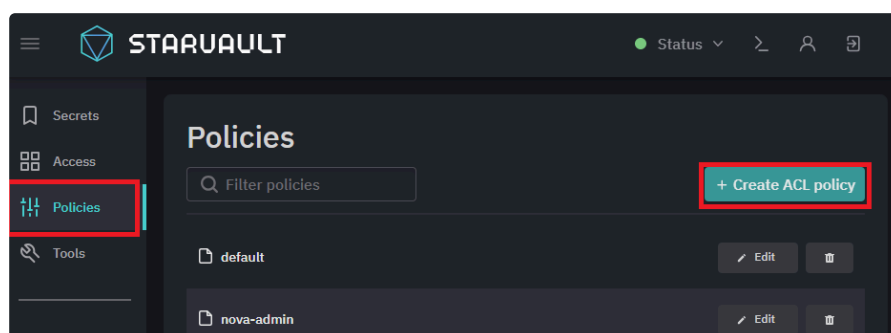 STARVAULT
Status
Secrets
Access
Policies
Tools
Policies
Filter policies
+ Create ACL policy
default
Edit
nova-admin
Edit